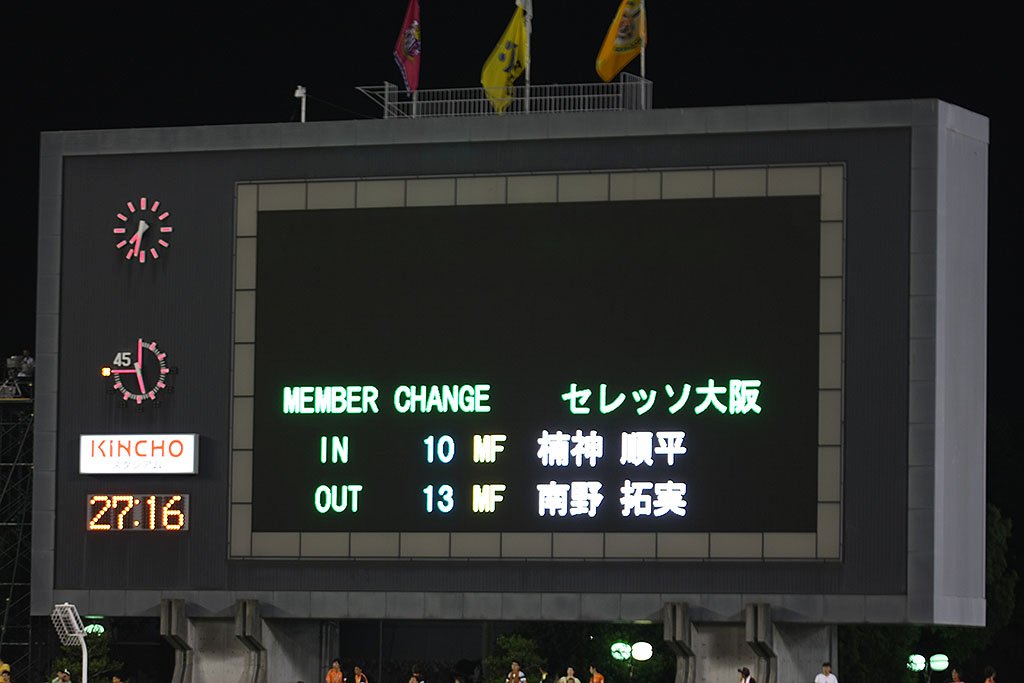 45
KINCHO
27:16
MEMBER CHANGE セレッソ大阪
IN 10 MF 楠神 順平
OUT 13 MF 南野 拓実